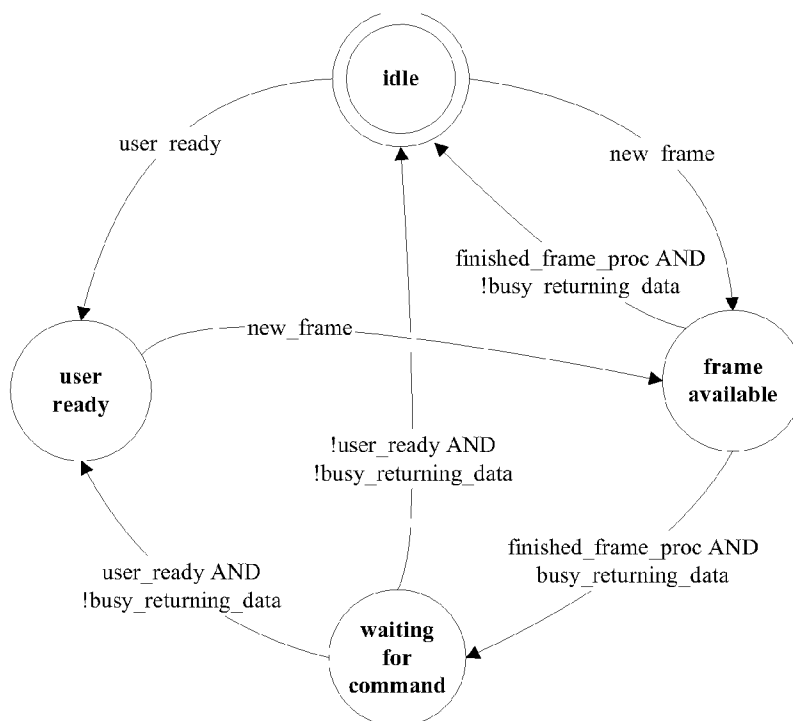 idle
user_ready
new_frame
finished_frame_proc AND
!busy_returning_data
new_frame
user
ready
frame
available
!user_ready AND
!busy_returning_data
user_ready AND
!busy_returning_data
finished_frame_proc AND
busy_returning_data
waiting
for
command